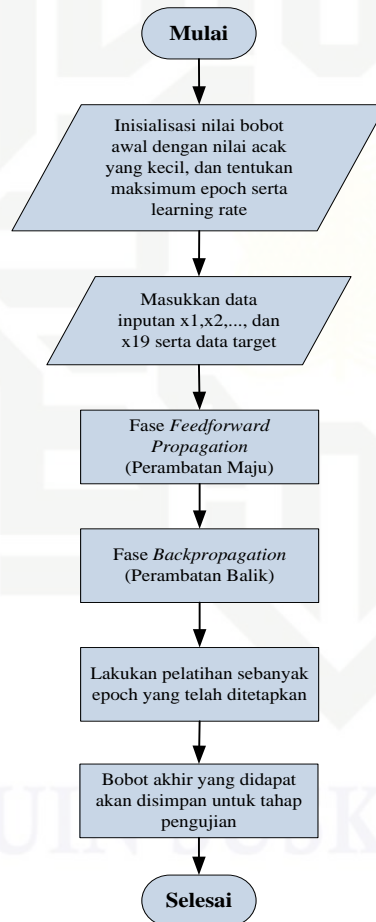 Mulai
Inisialisasi nilai bobot
awal dengan nilai acak
yang kecil, dan tentukan
maksimum epoch serta
learning rate
Masukkan data
inputan x1,x2,..., dan
x19 serta data target
Fase Feedforward
Propagation
(Perambatan Maju)
Fase Backpropagation
(Perambatan Balik)
Lakukan pelatihan sebanyak
epoch yang telah ditetapkan
Bobot akhir yang didapat
akan disimpan untuk tahap
pengujian
UIN SUSK
Selesai